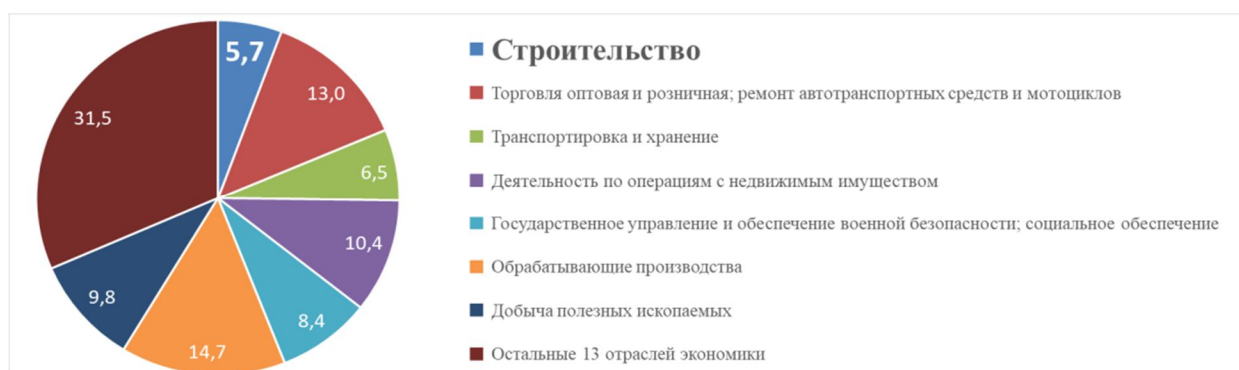 5,7
13,0
6,5
10,4
8,4
14,7
9,8
31,5
Строительство
Торговля оптовая и розничная; ремонт автотранспортных средств и мотоциклов
Транспортировка и хранение
Деятельность по операциям с недвижимым имуществом
Государственное управление и обеспечение военной безопасности; социальное обеспечение
Обрабатывающие производства
Добыча полезных ископаемых
Остальные 13 отраслей экономики